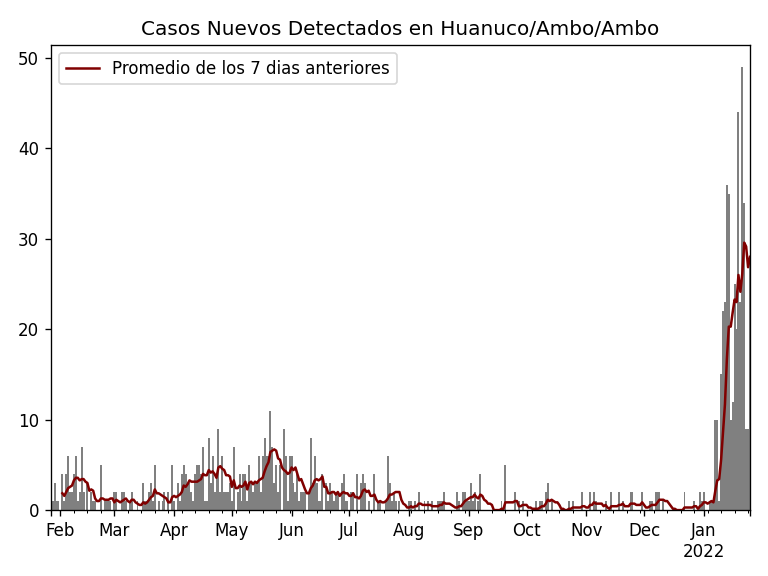 Casos Nuevos Detectados en Huanuco/Ambo/Ambo
Promedio de los 7 dias anteriores
50
40
30
20
10
0
Feb Mar Apr May Jun Jul Aug Sep Oct Nov Dec Jan
2022